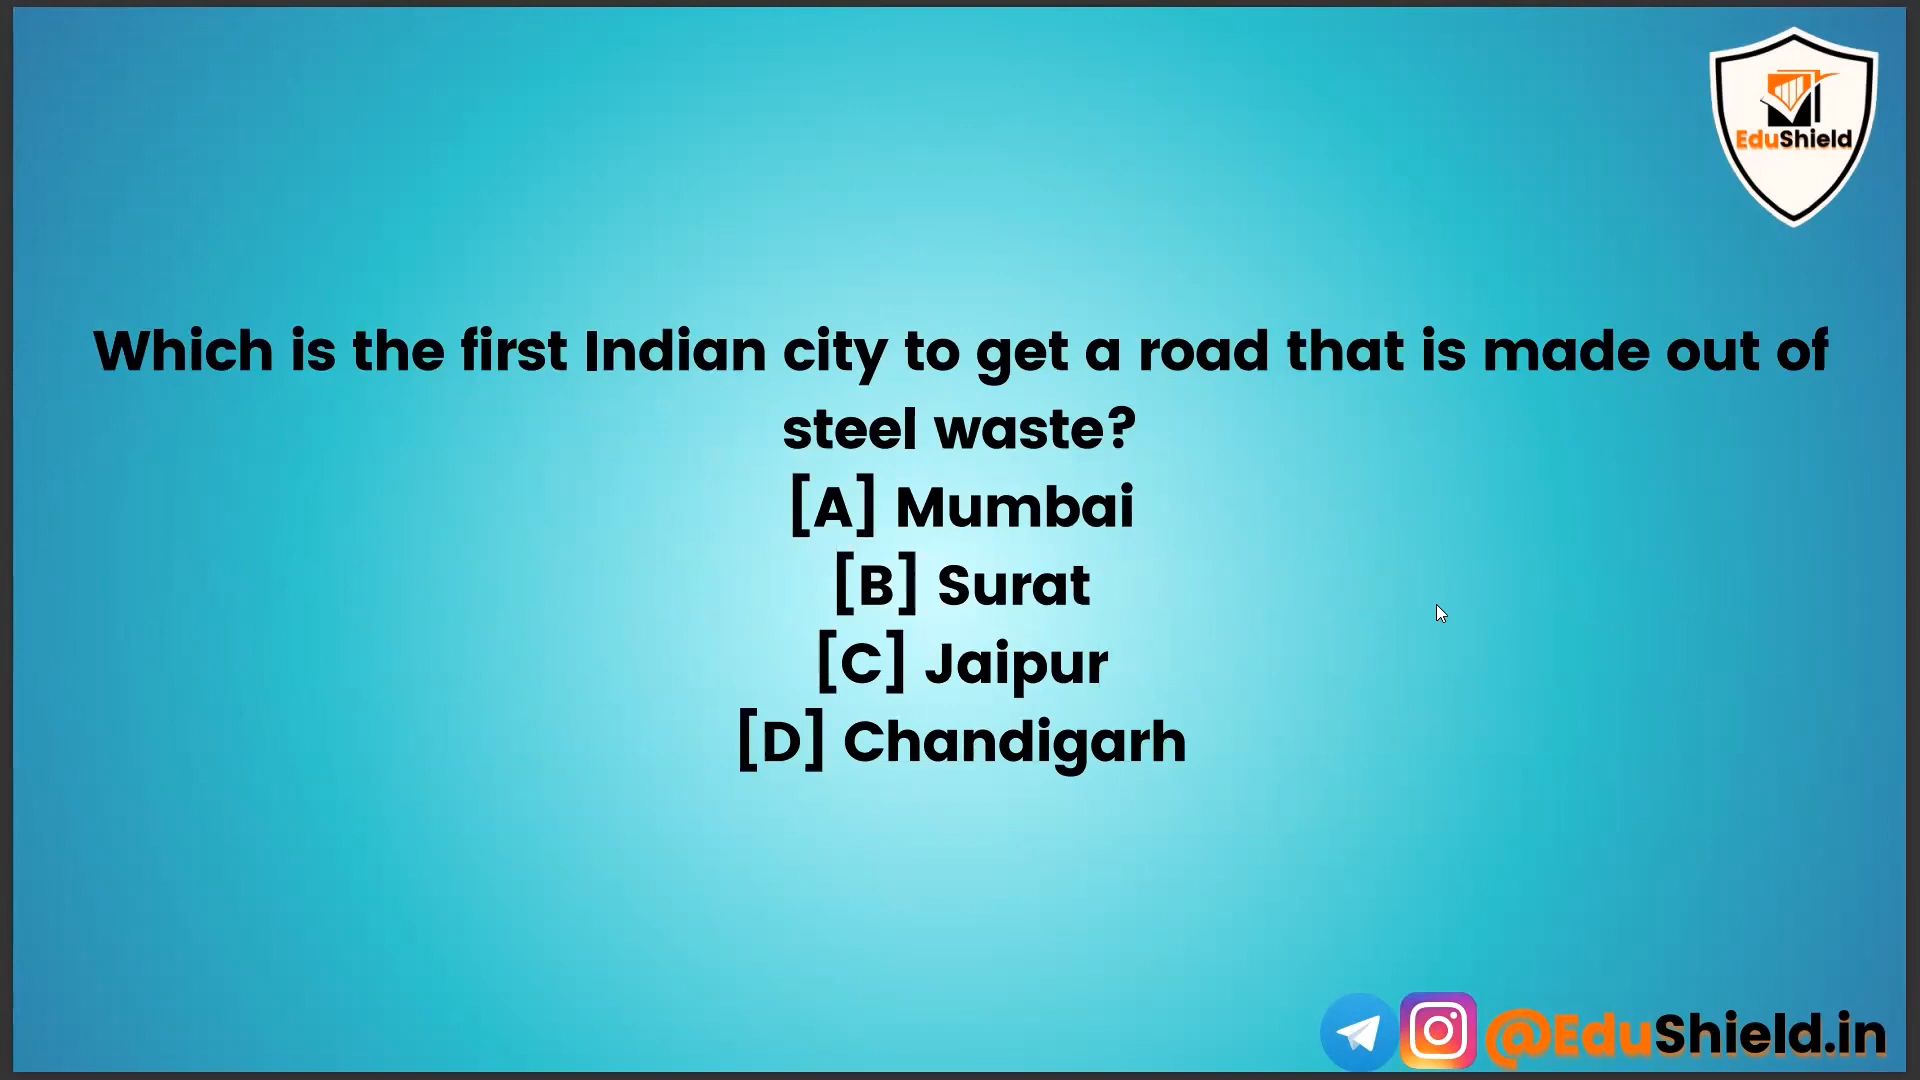 EduShield
Which is the first Indian city to get a road that is made out of
steel waste?
[A] Mumbai
[B] Surat
[C] Jaipur
[D] Chandigarh
@EduShield.in